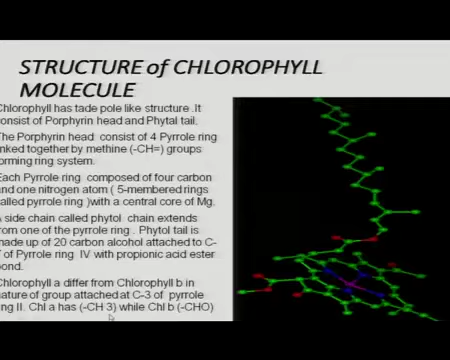 STRUCTURE of CHLOROPHYLL
MOLECULE
Chlorophyll has tade pole like structure .It
consist of Porphyrin head and Phytal tail.
The Porphyrin head: consist of 4 Pyrrole ring
linked together by methine (-CH=) groups
forming ring system.
Each Pyrrole ring composed of four carbon
and one nitrogen atom ( 5-membered rings
called pyrrole ring )with a central core of Mg.
A side chain called phytol chain extends
from one of the pyrrole ring . Phytol tail is
made up of 20 carbon alcohol attached to C-
7 of Pyrrole ring IV with propionic acid ester
bond.
Chlorophyll a differ from Chlorophyll b in
nature of group attached at C-3 of pyrrole
ring II. Chl a has (-CH 3) while Chl b (-CHO)